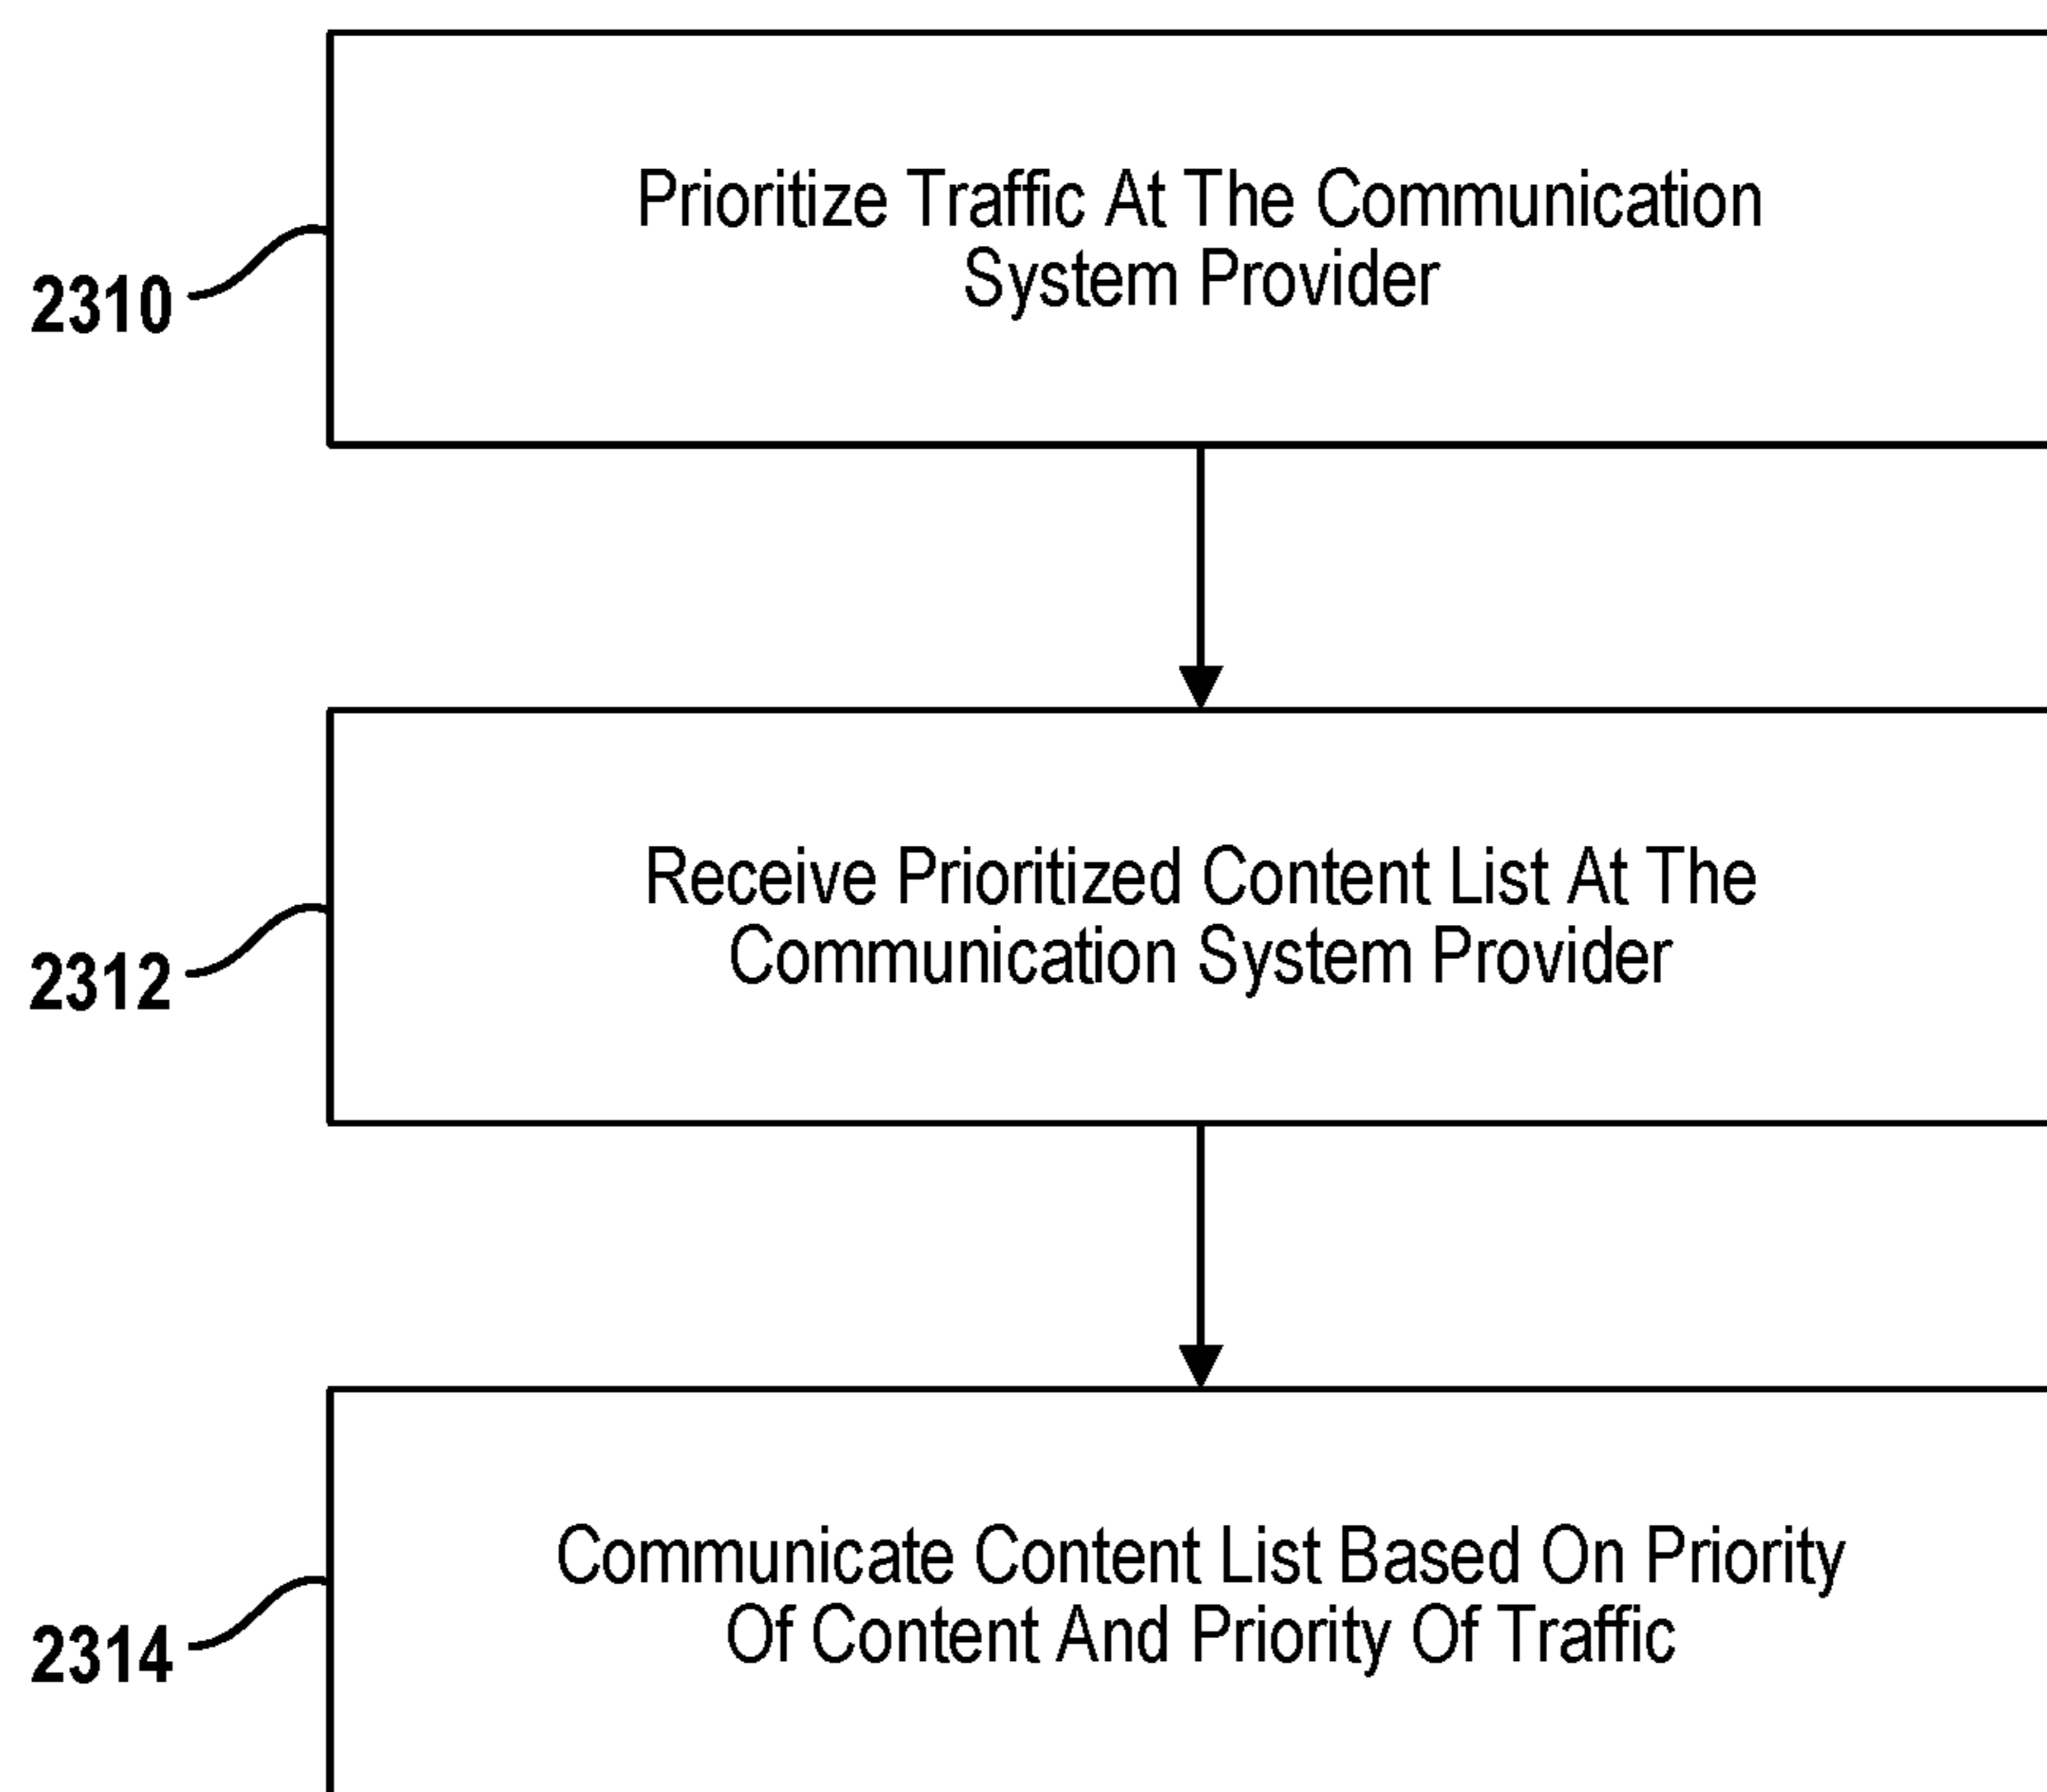 Prioritize Traffic At The Communication
System Provider
2310
Receive Prioritized Content List At The
Communication System Provider
2312
Communicate Content List Based On Priority
Of Content And Priority Of Traffic
2314